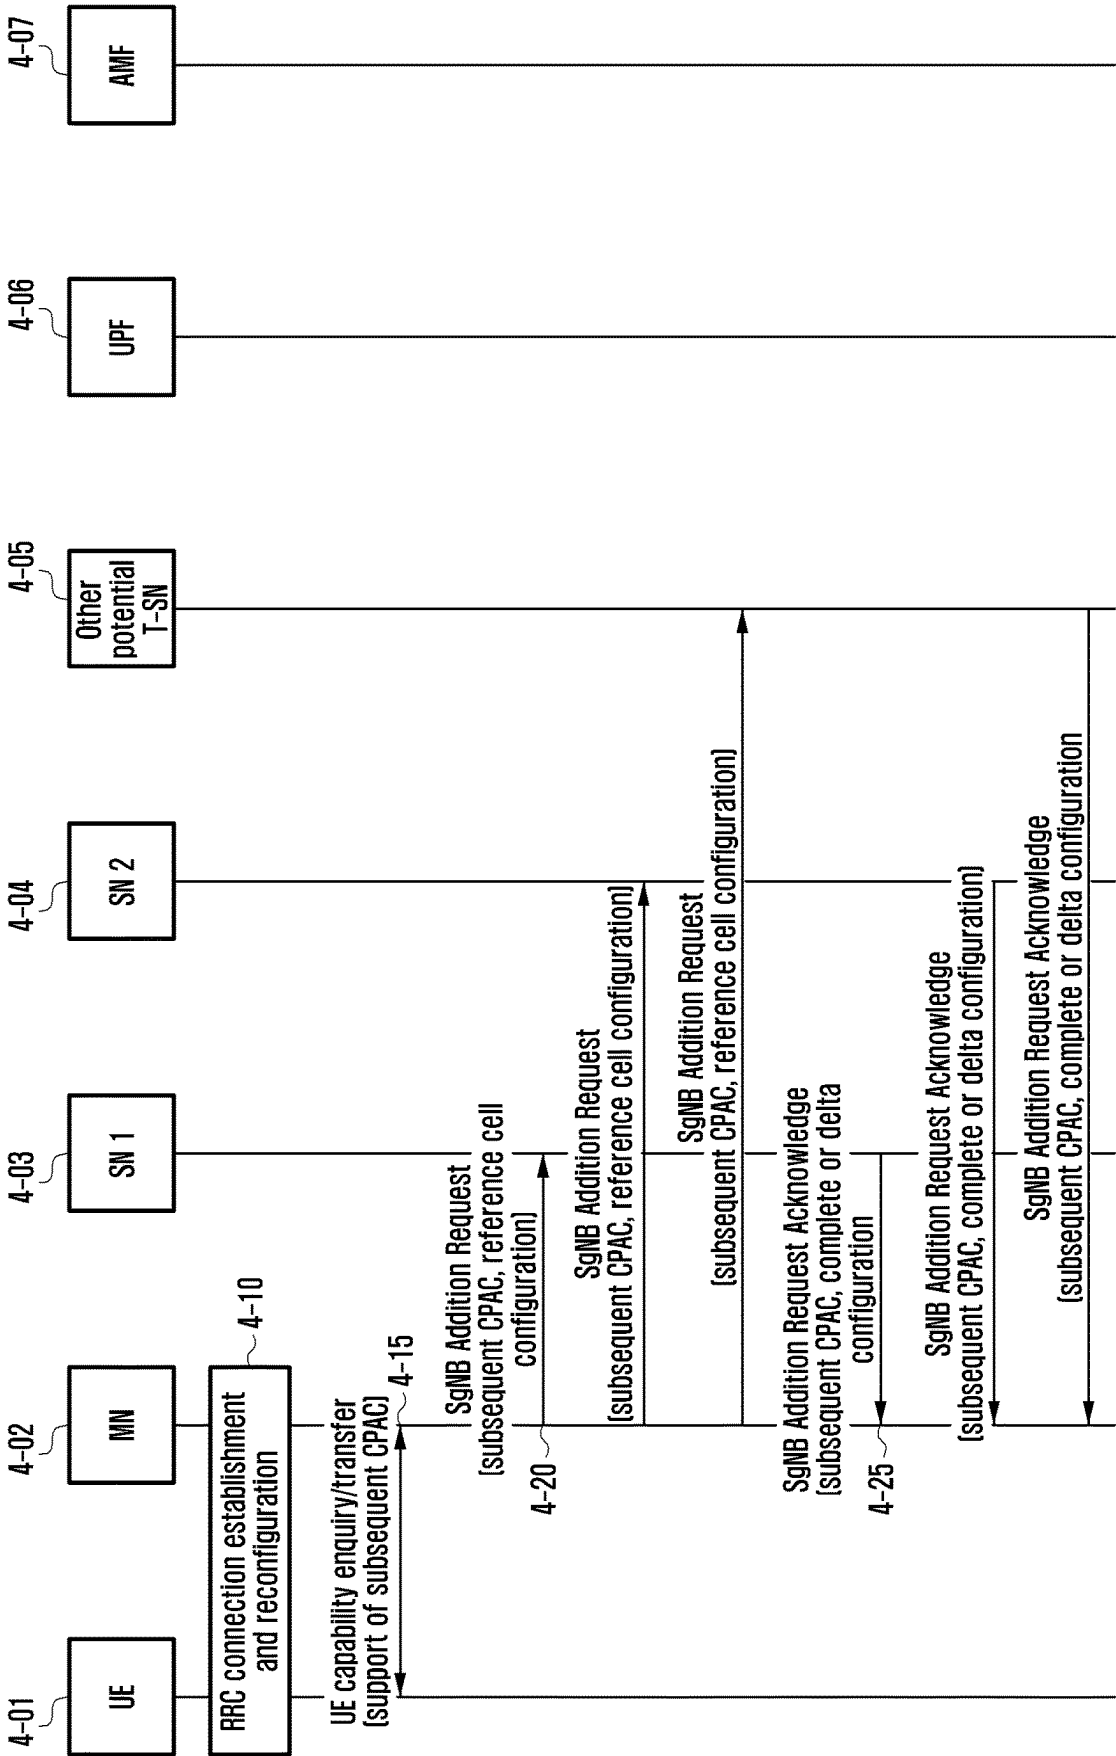 4-01
4-02
4-03
4-04
4-05
4-06
4-07
UE
MN
SN 1
SN 2
Other
potential
T-SN
UPF
AMF
RRC connection establishment
and reconfiguration
4-10
UE capability enquiry/transfer
(support of subsequent CPAC)
4-15
SgNB Addition Request
(subsequent CPAC, reference cell
configuration)
4-20
SgNB Addition Request
(subsequent CPAC, reference cell configuration)
SgNB Addition Request
(subsequent CPAC, reference cell configuration)
SgNB Addition Request Acknowledge
(subsequent CPAC, complete or delta
configuration
4-25
SgNB Addition Request Acknowledge
(subsequent CPAC, complete or delta configuration)
SgNB Addition Request Acknowledge
(subsequent CPAC, complete or delta configuration